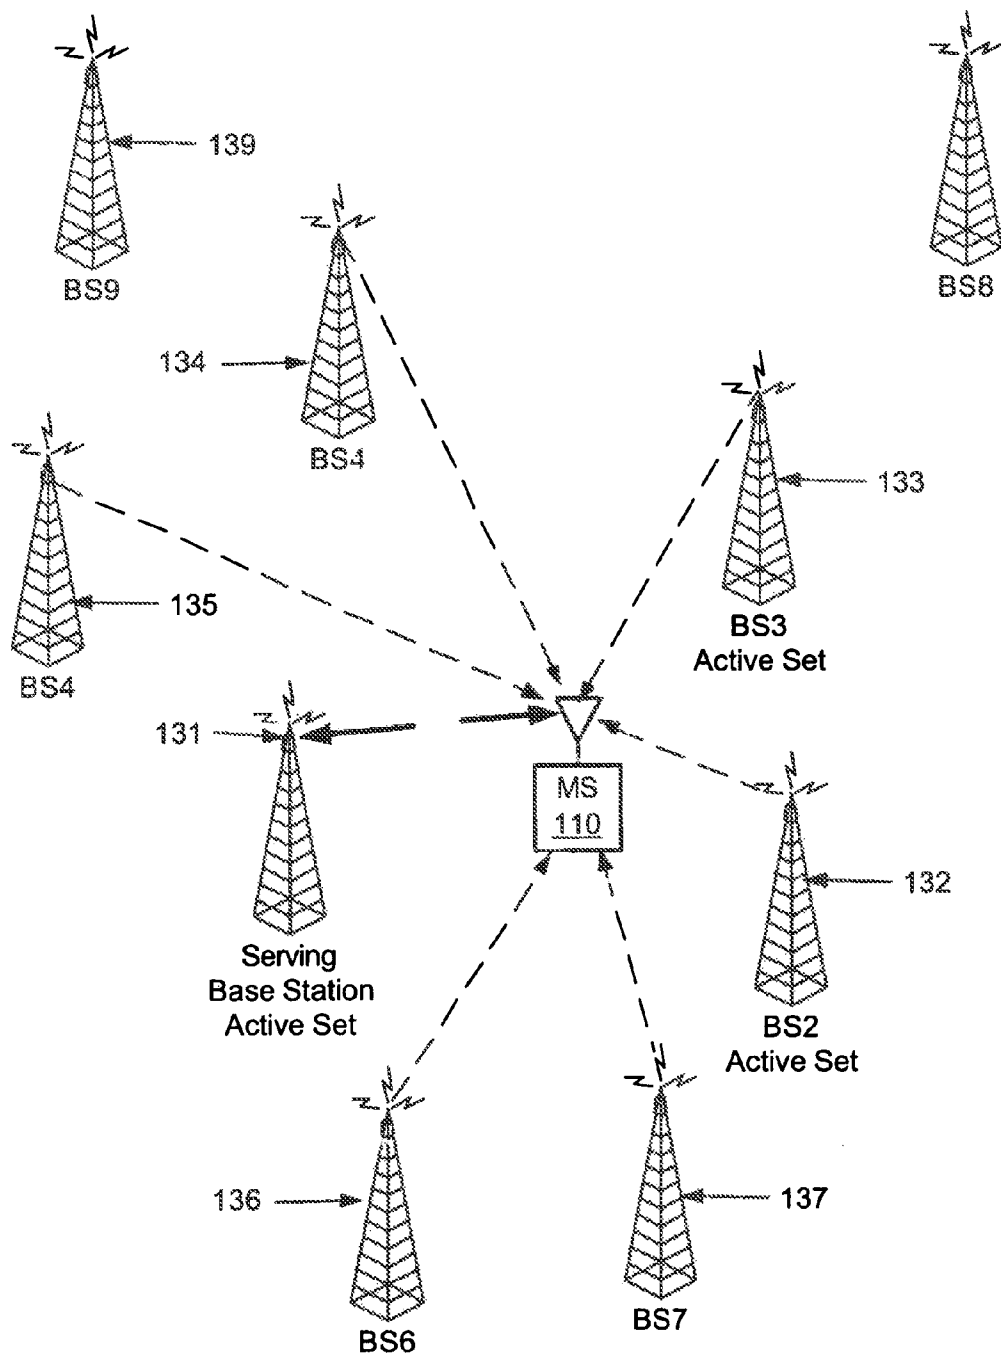 139
BS9
BS8
134
BS4
133
BS3
Active Set
135
BS4
131
MS
110
Serving
Base Station
Active Set
132
BS2
Active Set
136
BS6
137
BS7